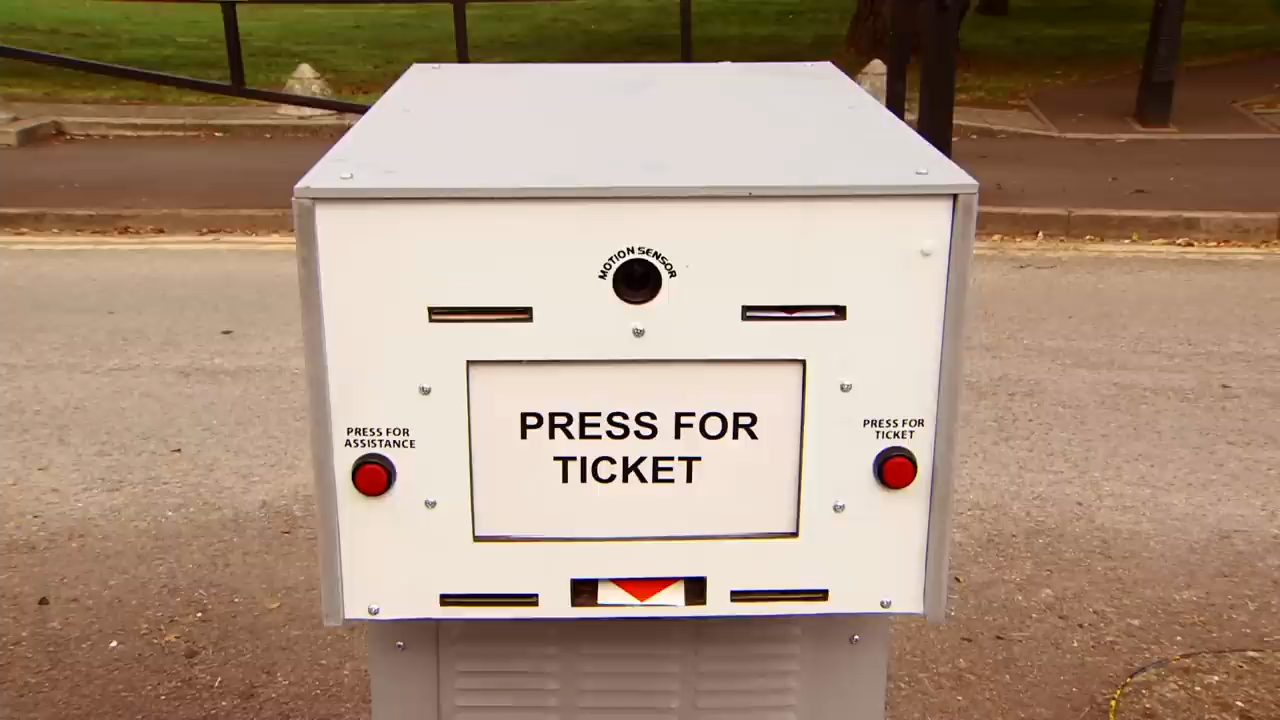 MOTION SENSOR
PRESS FOR
ASSISTANCE
PRESS FOR
TICKET
PRESS FOR
TICKET